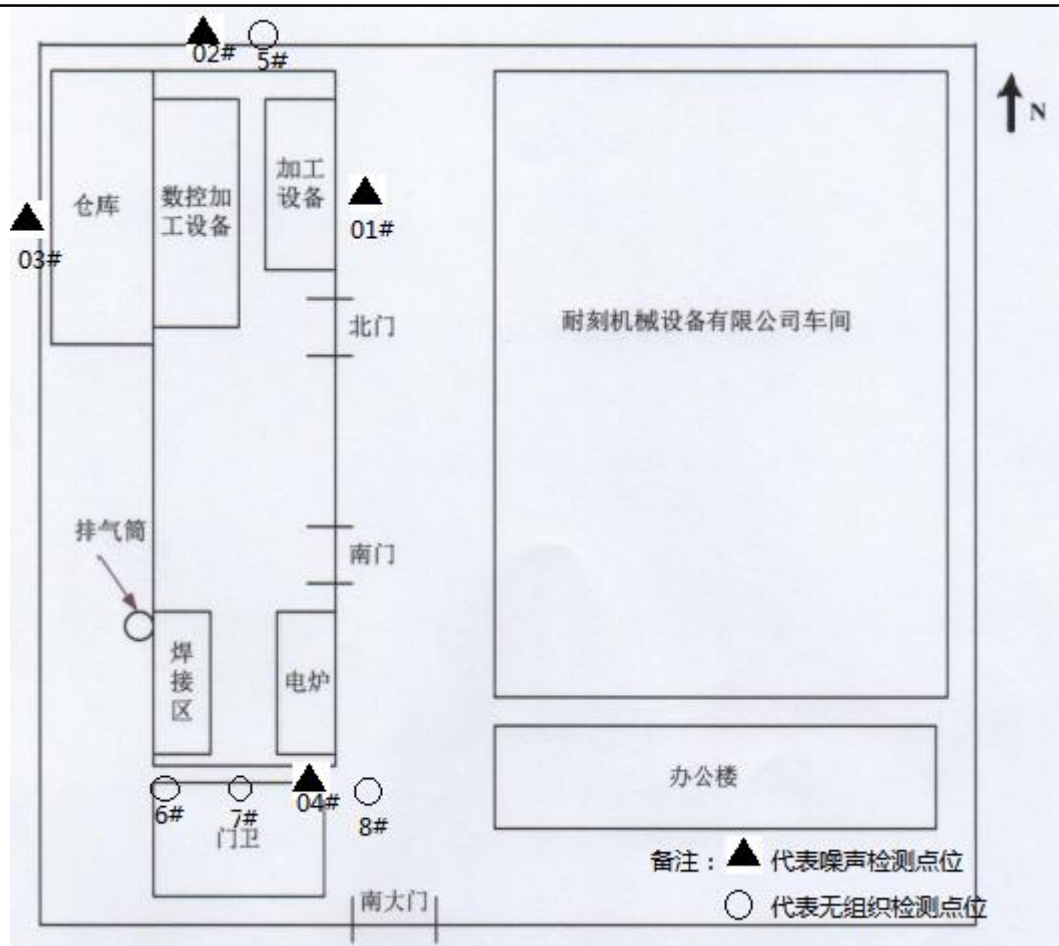 02#
5#
N
仓库
数控加
工设备
加工
设备
01#
03#
北门
耐刻机械设备有限公司车间
排气筒
南门
焊
接
区
电炉
办公楼
04#
6#
7#
8#
门卫
备注：▲ 代表噪声检测点位
○ 代表无组织检测点位
南大门